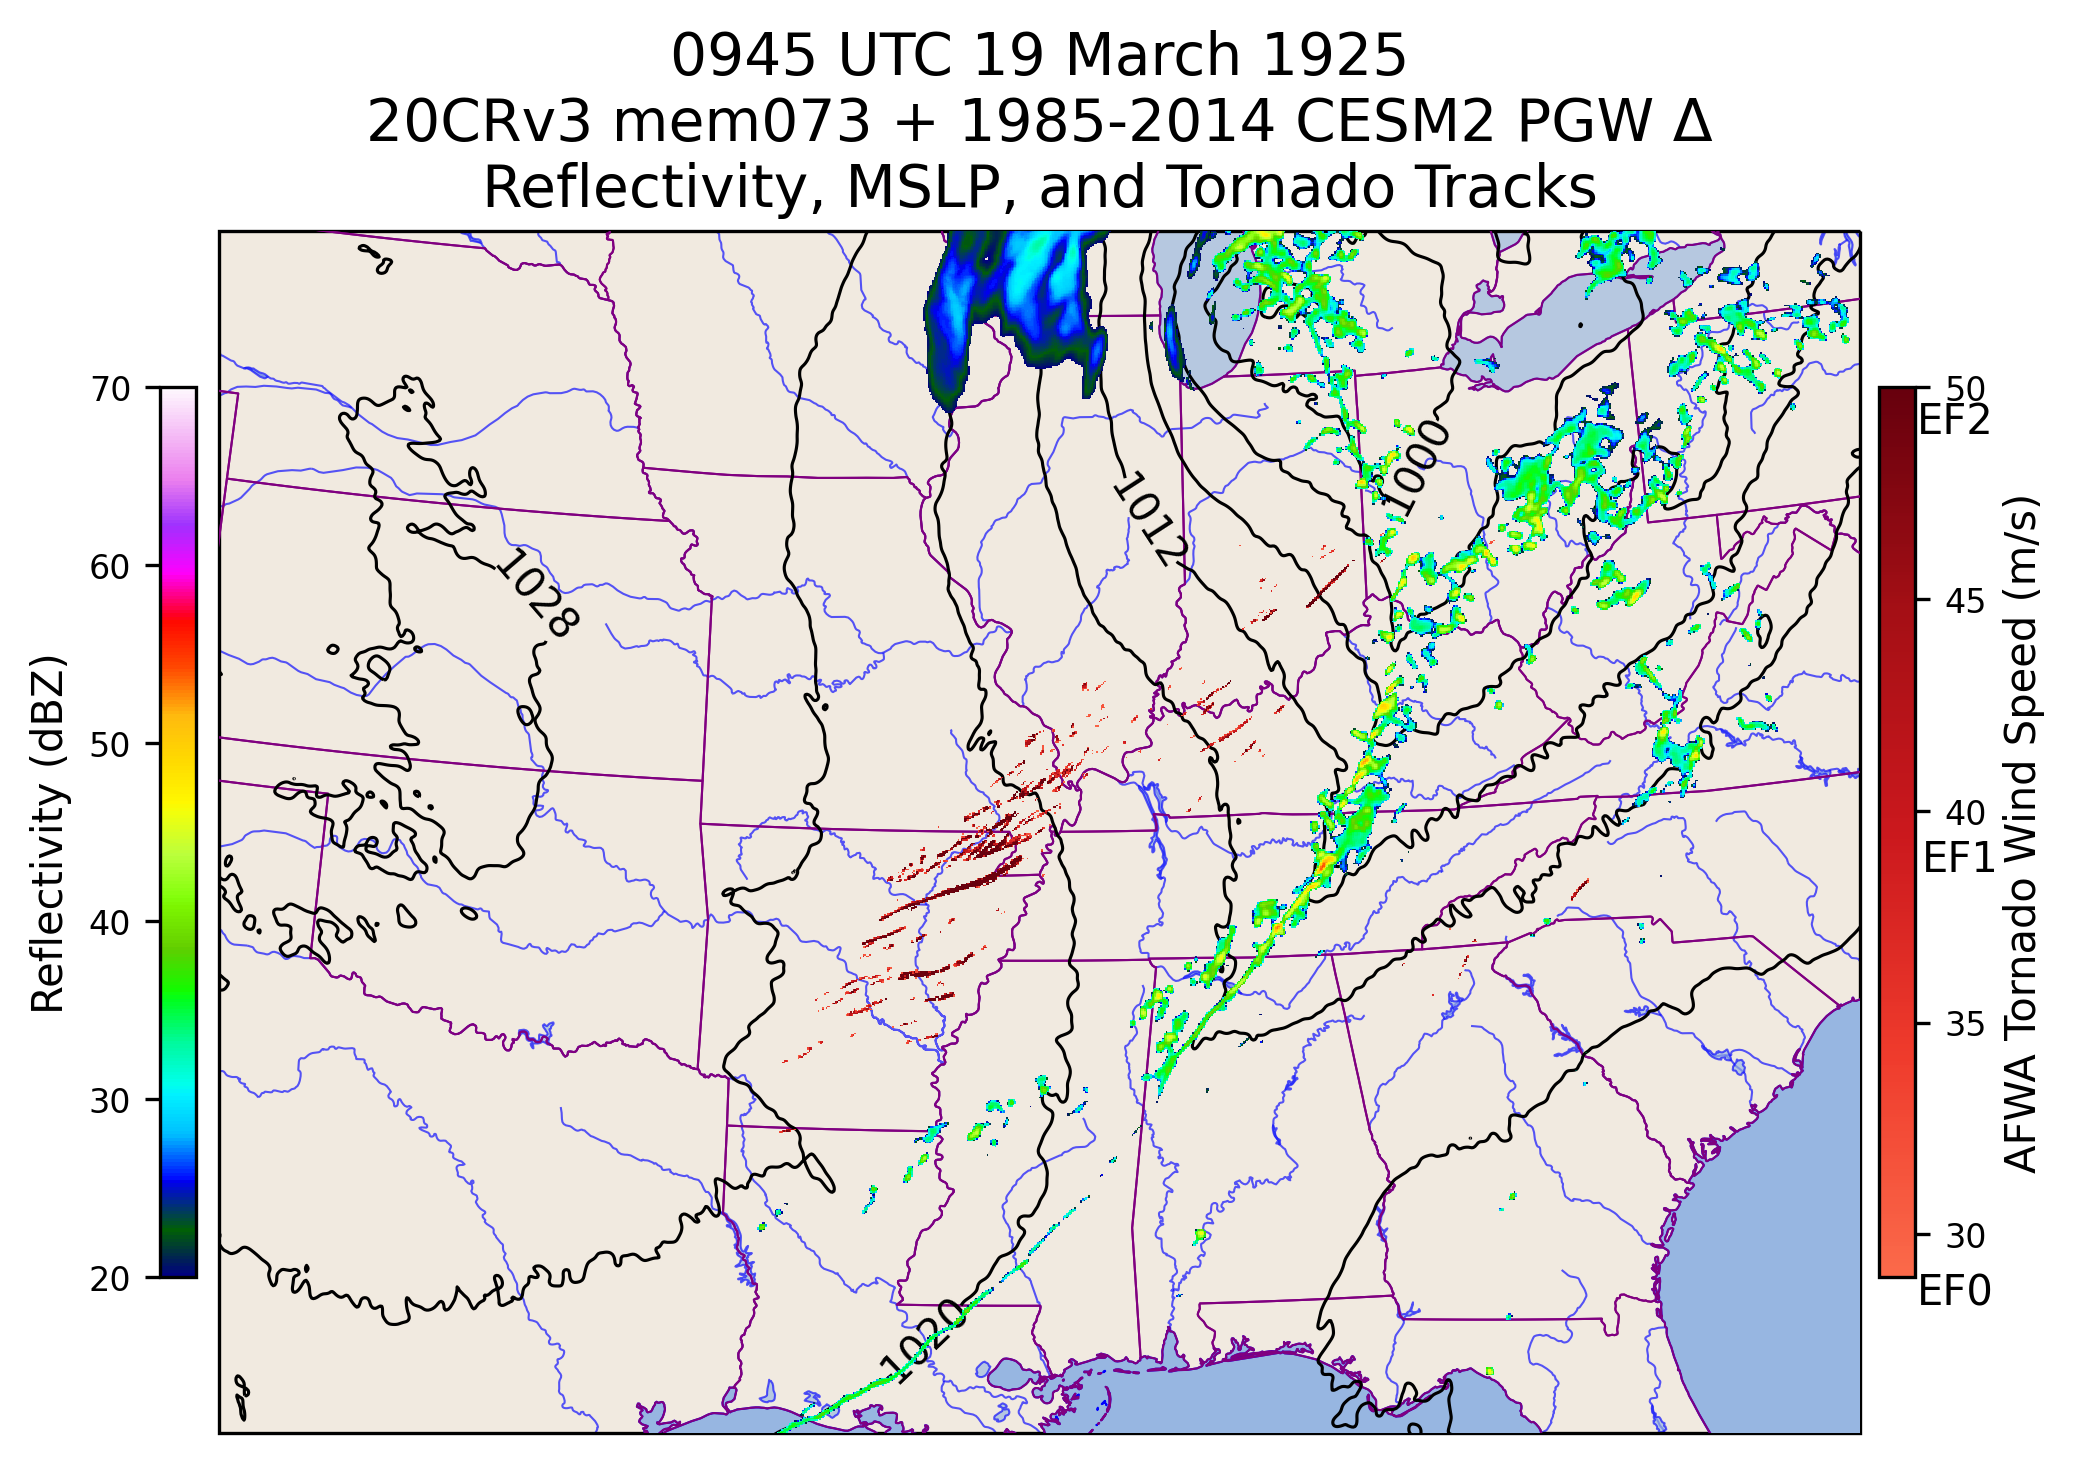 0945 UTC 19 March 1925
20CRv3 mem073 + 1985-2014 CESM2 PGW Δ
Reflectivity, MSLP, and Tornado Tracks
70
60
50
40
30
20
Reflectivity (dBZ)
1028
1012
1000
1020
50
EF2
45
40
EF1
35
30
EF0
AFWA Tornado Wind Speed (m/s)